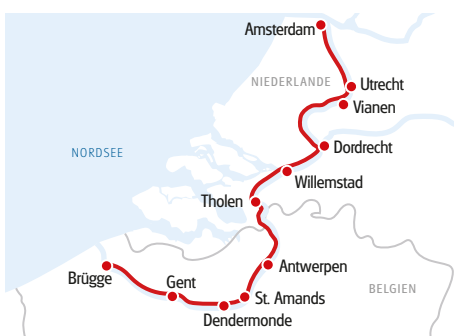 Amsterdam
NIEDERLANDE
Utrecht
Vianen
NORDSEE
Dordrecht
Willemstad
Tholen
Antwerpen
Brügge
Gent
BELGIEN
St. Amands
Dendermonde